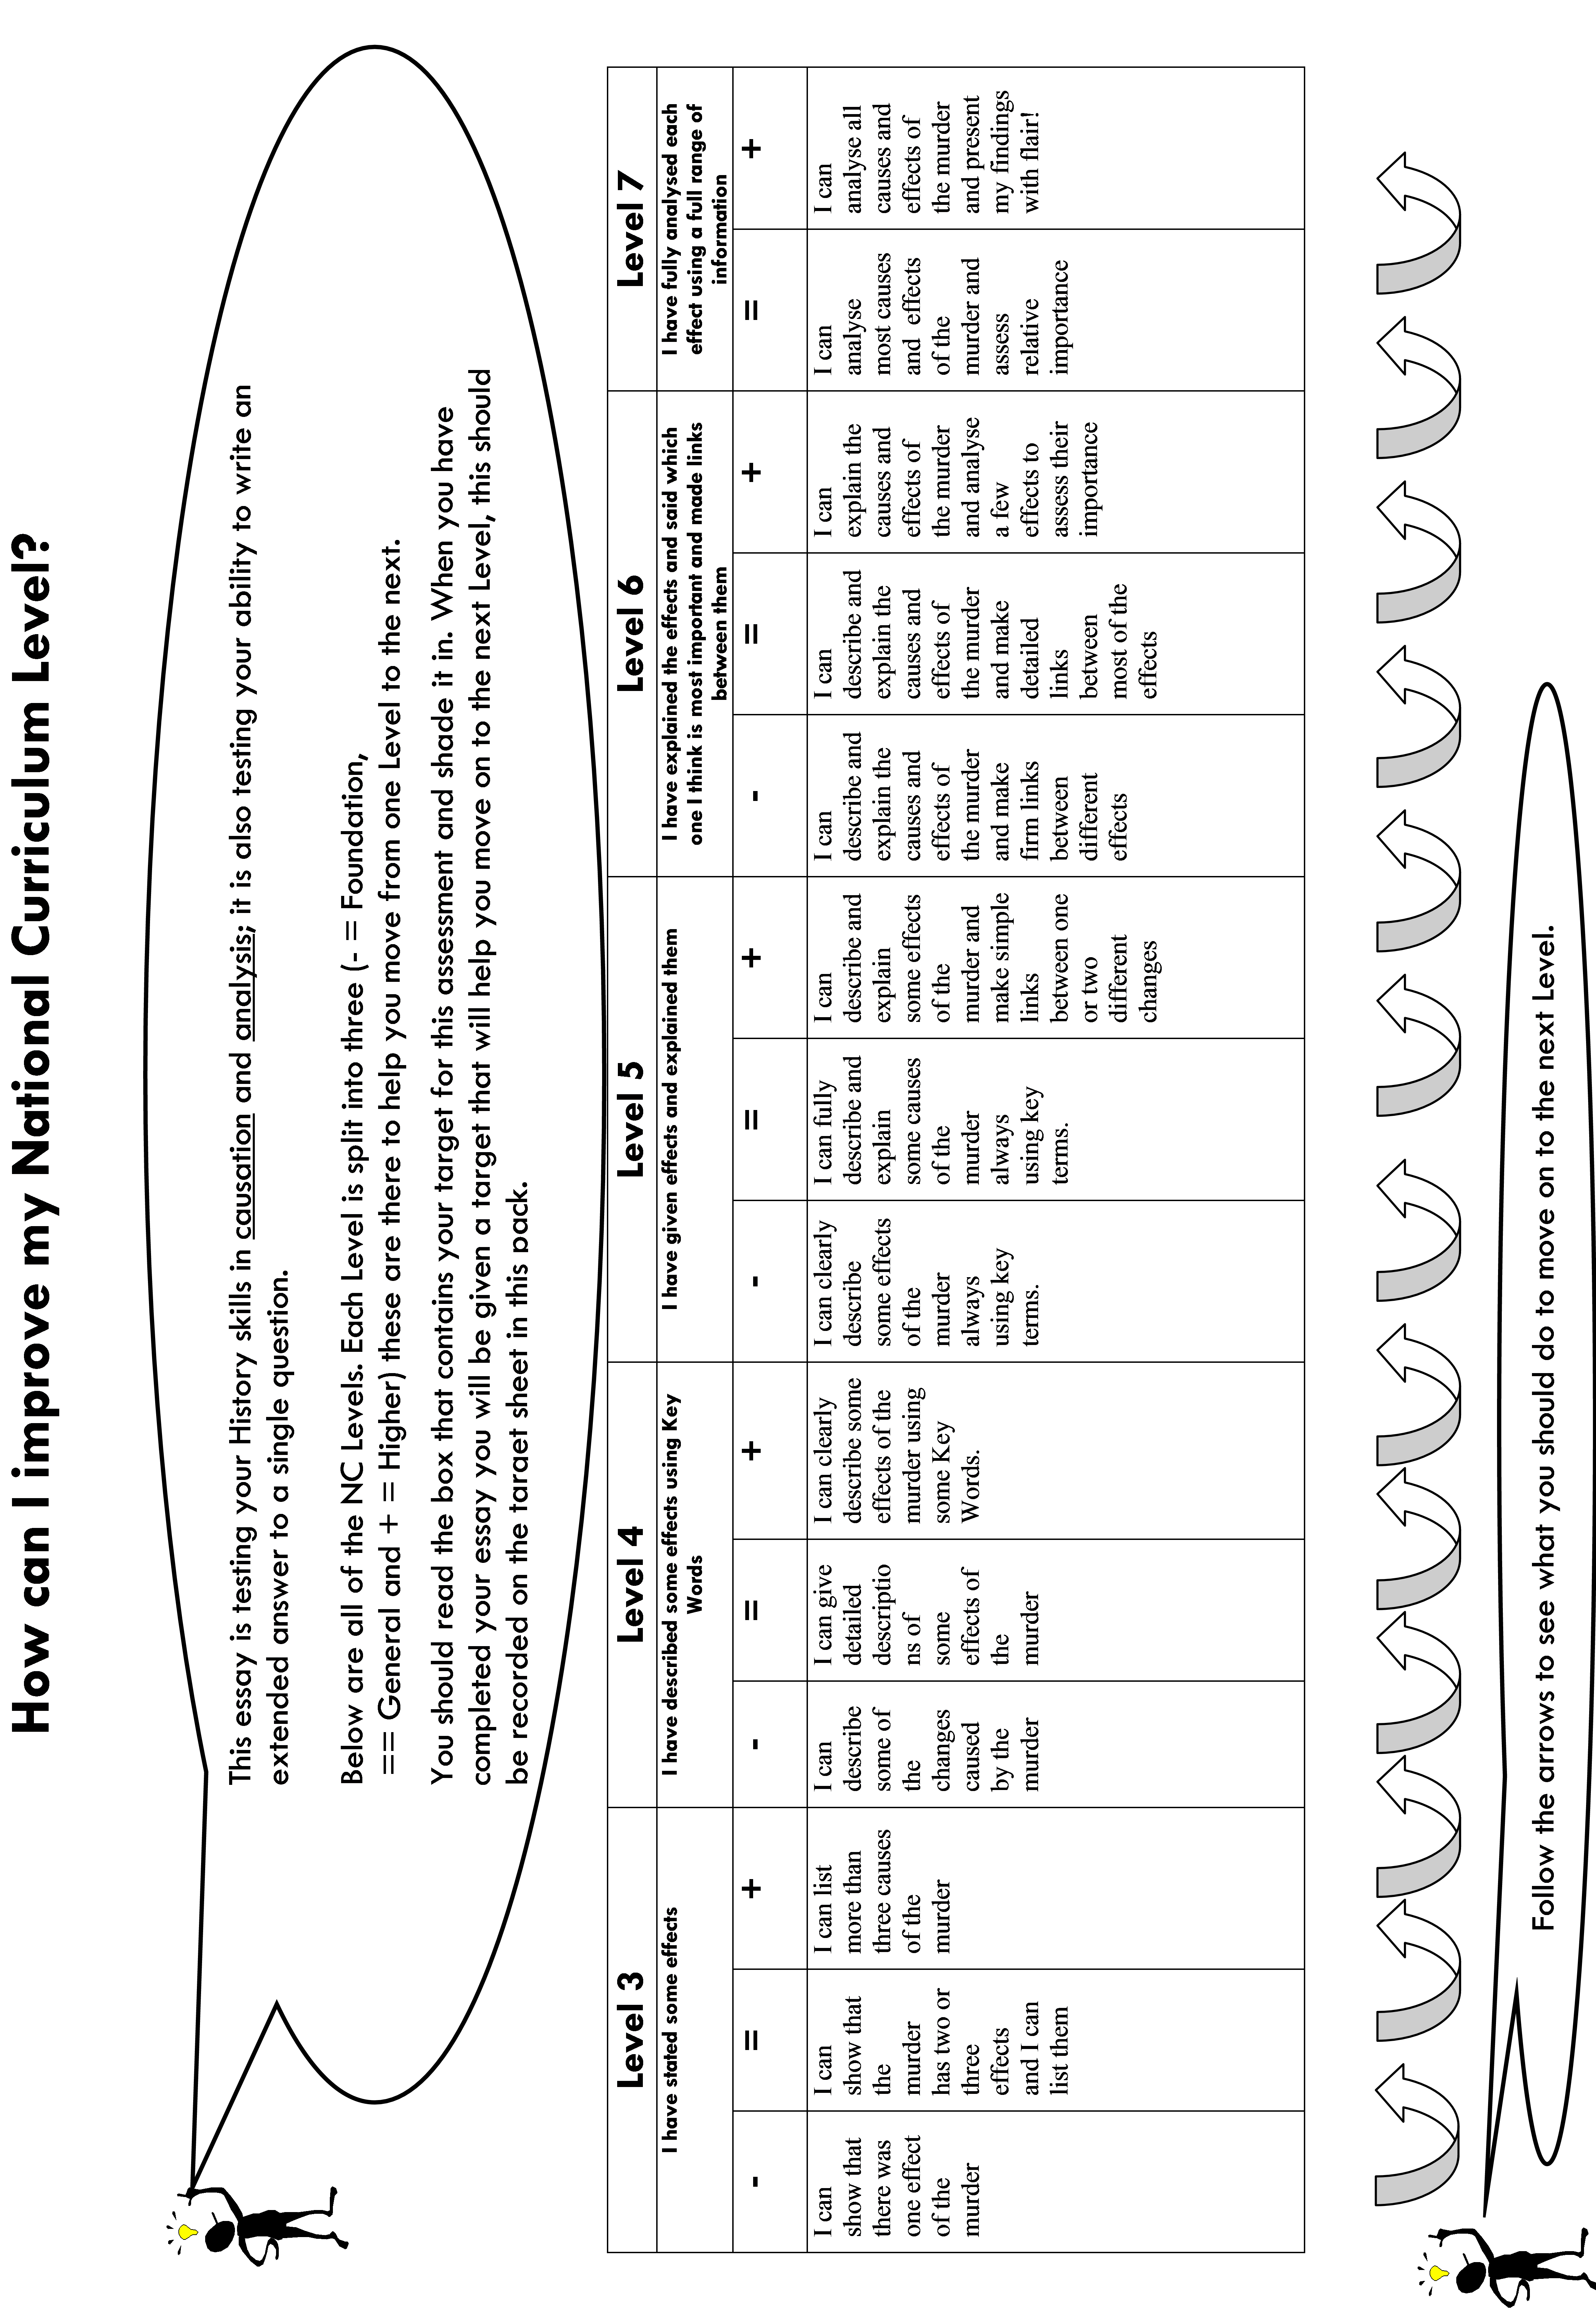 How can I improve my National Curriculum Level?
This essay is testing your History skills in causation and analysis; it is also testing your ability to write an
extended answer to a single question.
Below are all of the NC Levels. Each Level is split into three (- = Foundation,
== General and + = Higher) these are there to help you move from one Level to the next.
You should read the box that contains your target for this assessment and shade it in. When you have
completed your essay you will be given a target that will help you move on to the next Level, this should
be recorded on the target sheet in this pack.
Level 3
I have stated some effects
-
I can
show that
there was
one effect
of the
murder
=
I can
show that
the
murder
has two or
three
effects
and I can
list them
+
I can list
more than
three causes
of the
murder
Level 4
I have described some effects using Key
Words
-
I can
describe
some of
the
changes
caused
by the
murder
=
I can give
detailed
descriptio
ns of
some
effects of
the
murder
+
I can clearly
describe some
effects of the
murder using
some Key
Words.
Level 5
I have given effects and explained them
-
I can clearly
describe
some effects
of the
murder
always
using key
terms.
=
I can fully
describe and
explain
some causes
of the
murder
always
using key
terms.
+
I can
describe and
explain
some effects
of the
murder and
make simple
links
between one
or two
different
changes
Level 6
I have explained the effects and said which
one I think is most important and made links
between them
-
I can
describe and
explain the
causes and
effects of
the murder
and make
firm links
between
different
effects
=
I can
describe and
explain the
causes and
effects of
the murder
and make
detailed
links
between
most of the
effects
+
I can
explain the
causes and
effects of
the murder
and analyse
a few
effects to
assess their
importance
Level 7
I have fully analysed each
effect using a full range of
information
=
I can
analyse
most causes
and effects
of the
murder and
assess
relative
importance
+
I can
analyse all
causes and
effects of
the murder
and present
my findings
with flair!
Follow the arrows to see what you should do to move on to the next Level.